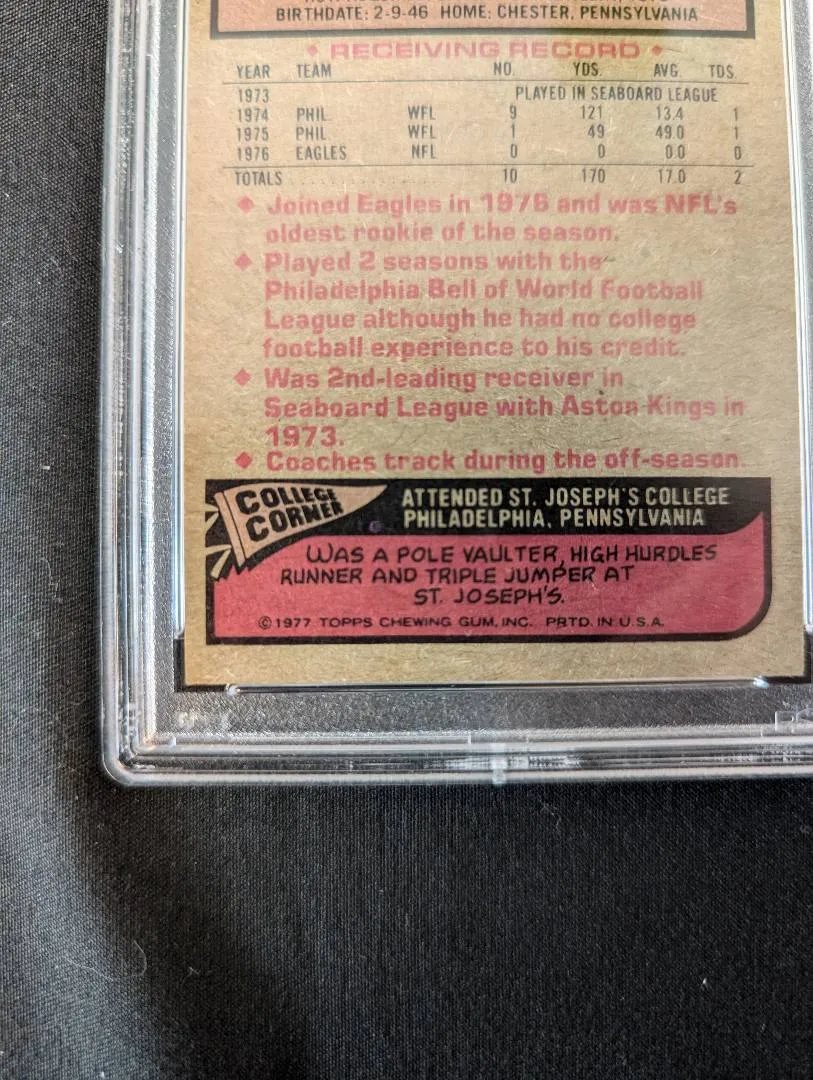 BIRTHDATE: 2-9-46 HOME: CHESTER, PENNSYLVANIA
♦ RECEIVING RECORD ♦
YEAR TEAM NO. YDS. AVG. TDS.
1973 PLAYED IN SEABOARD LEAGUE
1974 PHIL. WFL 9 121 13.4 1
1975 PHIL WFL 1 49 49.0 1
1976 EAGLES NFL 0 0 0.0 0
TOTALS . . . . . . . . . . . . . . . . 10 170 17.0 2
♦ Joined Eagles in 1976 and was NFL's
oldest rookie of the season.
♦ Played 2 seasons with the
Philadelphia Bell of World Football
League although he had no college
football experience to his credit.
♦ Was 2nd-leading receiver in
Seaboard League with Aston Kings in
1973.
♦ Coaches track during the off-season.
COLLEGE
CORNER
ATTENDED ST. JOSEPH'S COLLEGE
PHILADELPHIA, PENNSYLVANIA
WAS A POLE VAULTER, HIGH HURDLES
RUNNER AND TRIPLE JUMPER AT
ST. JOSEPH'S.
© 1977 TOPPS CHEWING GUM, INC. PRTD. IN U.S.A.